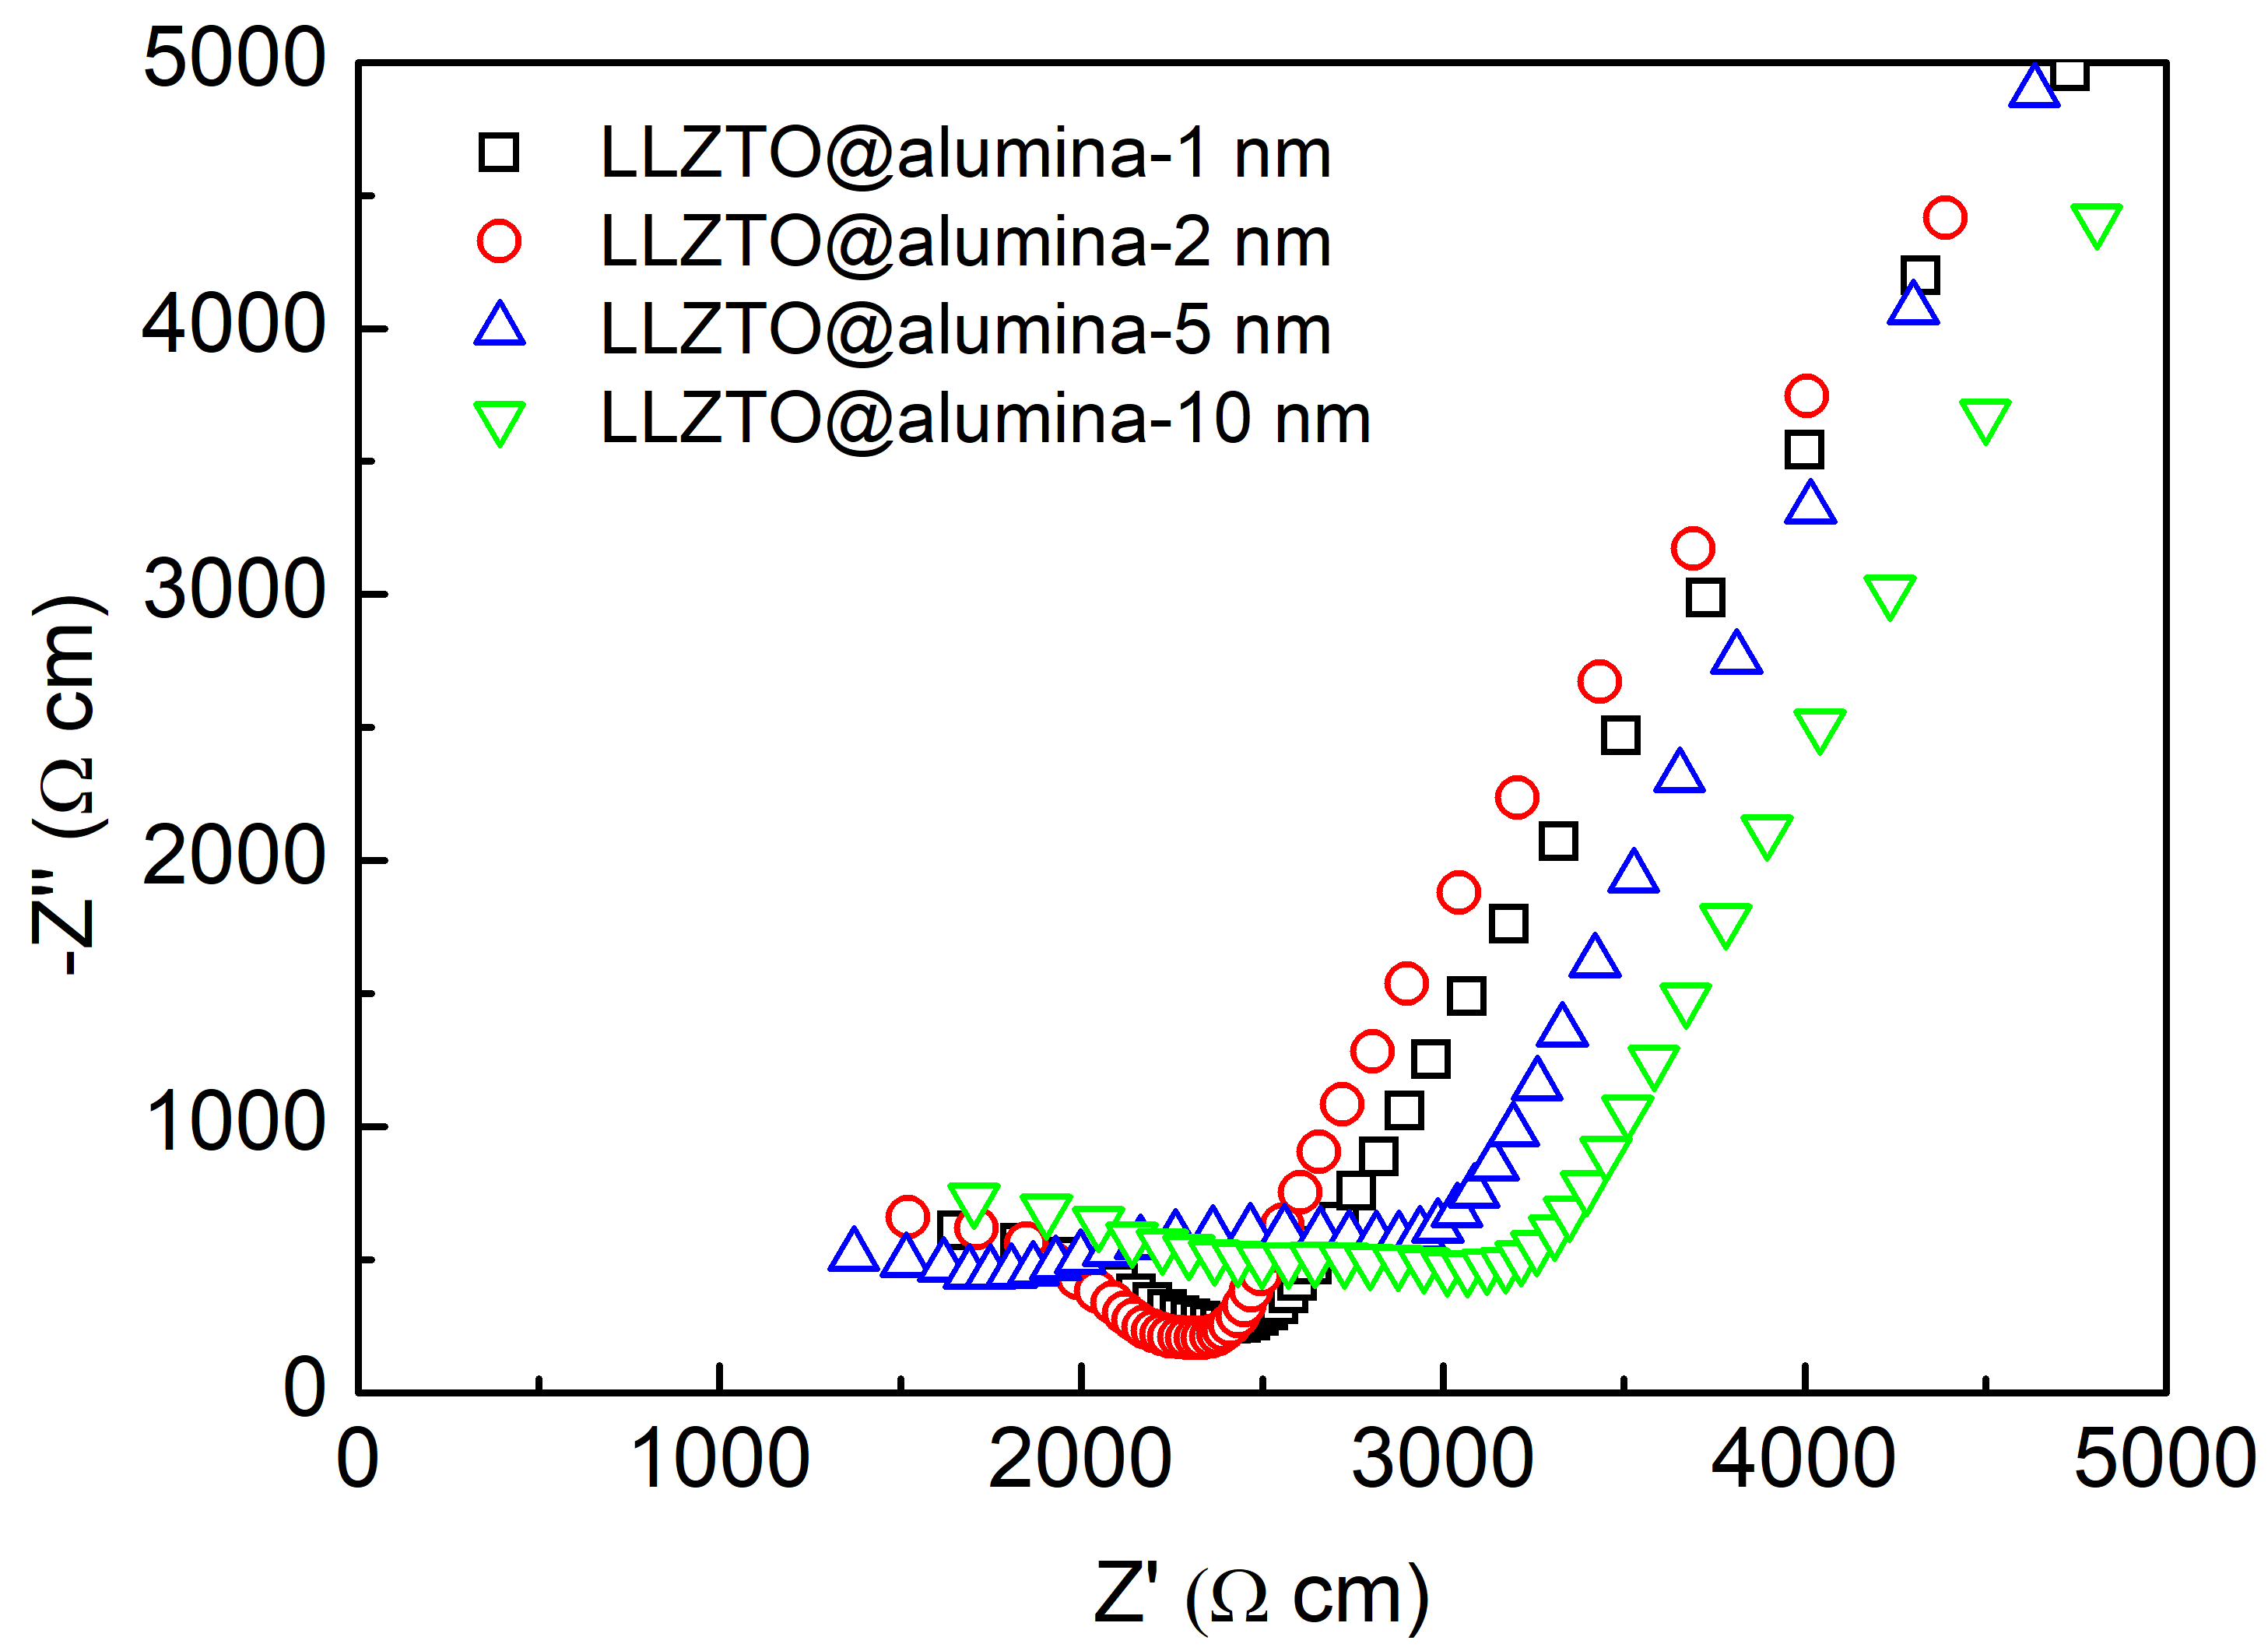 5000
4000
3000
2000
1000
0
-Z" (Ω cm)
LLZTO@alumina-1 nm
LLZTO@alumina-2 nm
LLZTO@alumina-5 nm
LLZTO@alumina-10 nm
0 1000 2000 3000 4000 5000
Z' (Ω cm)